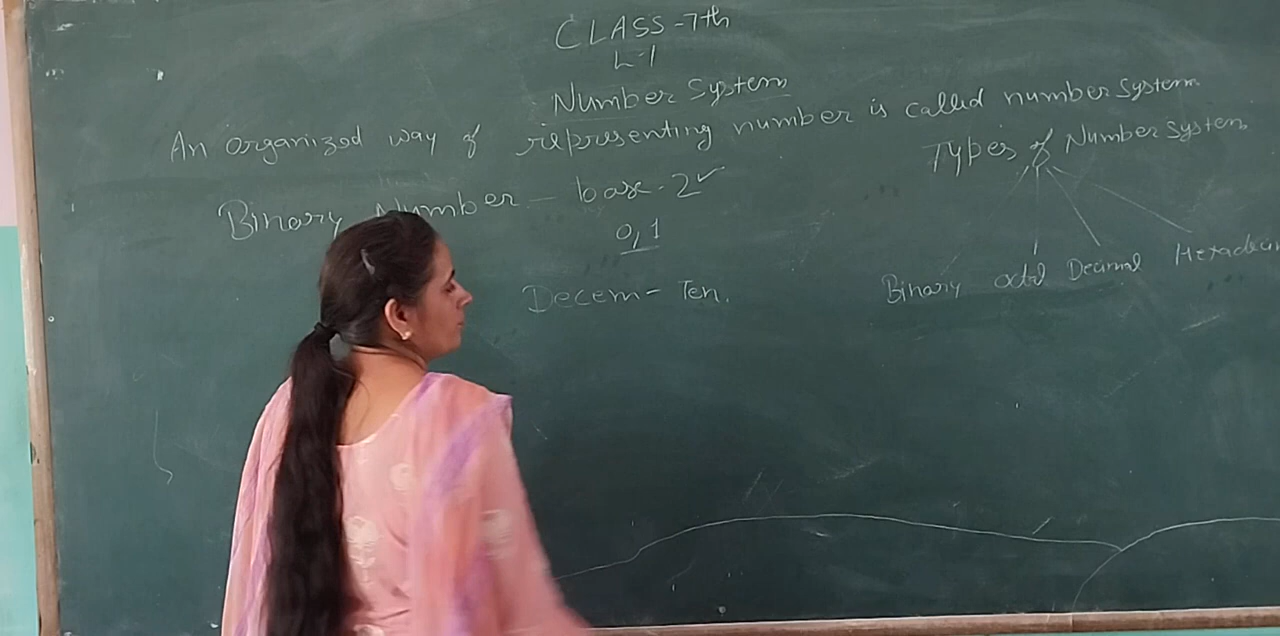 CLASS-7th
L-1
Number System
An organized way of representing number is called number System
Types of Number System
Binary Number - base-2 ✓
0,1
Binary octal Decimal Hexadecim
Decem - Ten.